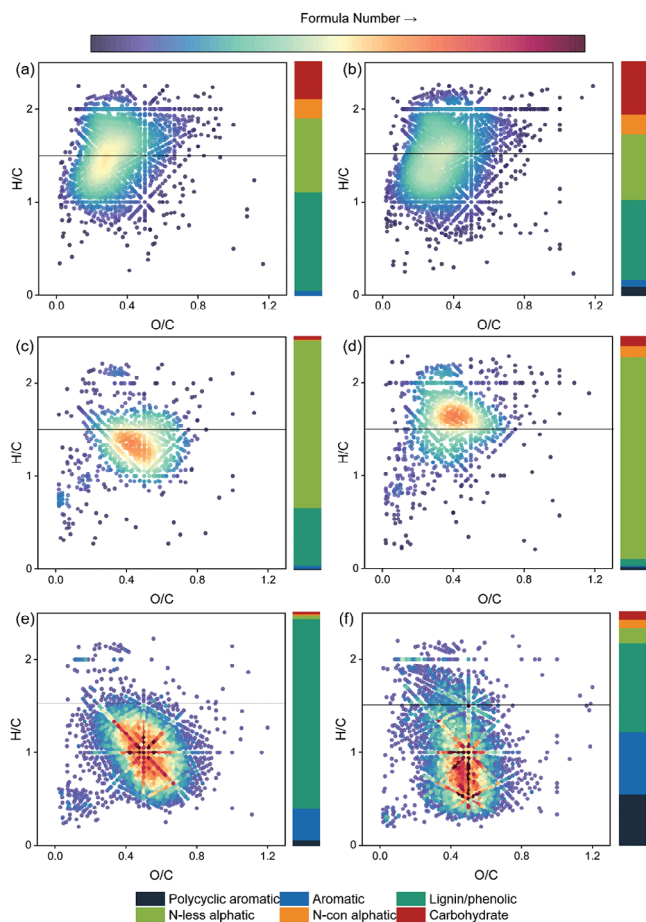 Formula Number →
(a)
(b)
2
1
0
H/C
0.0 0.4 0.8 1.2
O/C
2
1
0
H/C
0.0 0.4 0.8 1.2
O/C
(c)
(d)
2
1
0
H/C
0.0 0.4 0.8 1.2
O/C
2
1
0
H/C
0.0 0.4 0.8 1.2
O/C
(e)
(f)
2
1
0
H/C
0.0 0.4 0.8 1.2
O/C
2
1
0
H/C
0.0 0.4 0.8 1.2
O/C
Polycyclic aromatic Aromatic Lignin/phenolic
N-less alphatic N-con alphatic Carbohydrate